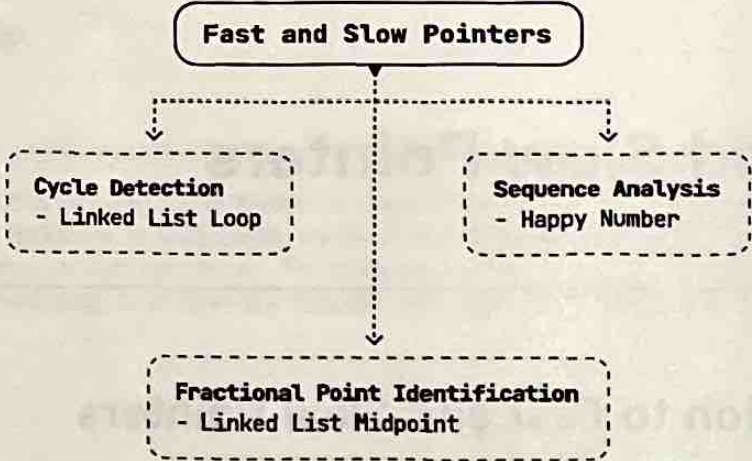 Fast and Slow Pointers
Cycle Detection
- Linked List Loop
Sequence Analysis
- Happy Number
Fractional Point Identification
- Linked List Midpoint